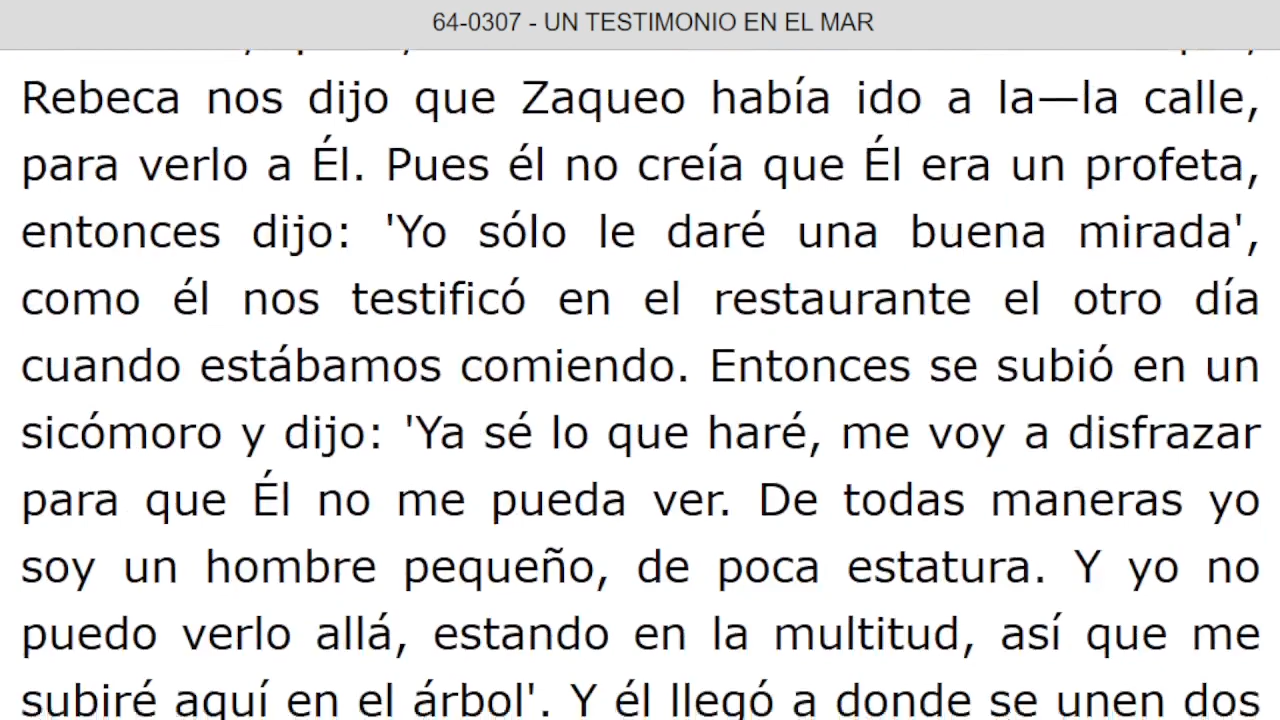 64-0307 - UN TESTIMONIO EN EL MAR
Rebeca nos dijo que Zaqueo había ido a la—la calle,
para verlo a Él. Pues él no creía que Él era un profeta,
entonces dijo: 'Yo sólo le daré una buena mirada',
como él nos testificó en el restaurante el otro día
cuando estábamos comiendo. Entonces se subió en un
sicómoro y dijo: 'Ya sé lo que haré, me voy a disfrazar
para que Él no me pueda ver. De todas maneras yo
soy un hombre pequeño, de poca estatura. Y yo no
puedo verlo allá, estando en la multitud, así que me
subiré aquí en el árbol'. Y él llegó a donde se unen dos